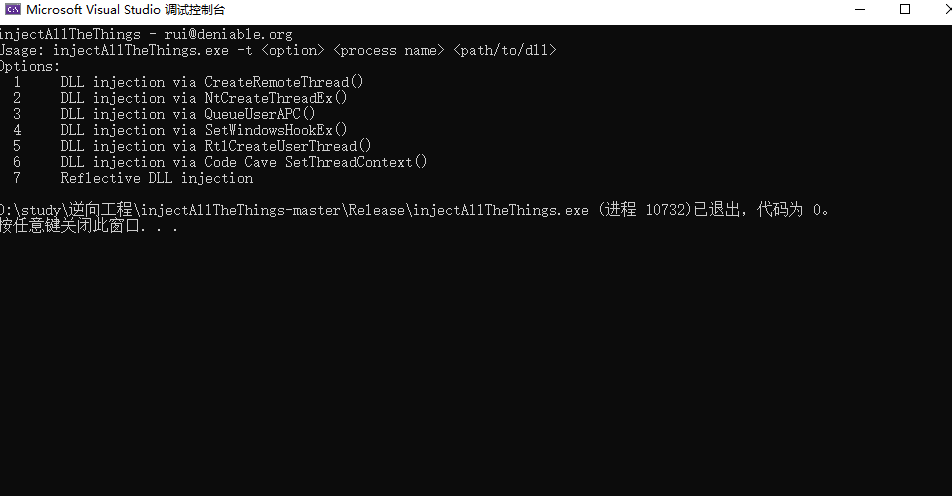 Microsoft Visual Studio 调试控制台
injectAllTheThings - rui@deniable.org
Usage: injectAllTheThings.exe -t <option> <process name> <path/to/dll>
Options:
1 DLL injection via CreateRemoteThread()
2 DLL injection via NtCreateThreadEx()
3 DLL injection via QueueUserAPC()
4 DLL injection via SetWindowsHookEx()
5 DLL injection via RtlCreateUserThread()
6 DLL injection via Code Cave SetThreadContext()
7 Reflective DLL injection
D:\study\逆向工程\injectAllTheThings-master\Release\injectAllTheThings.exe (进程 10732)已退出，代码为 0。
按任意键关闭此窗口. . .